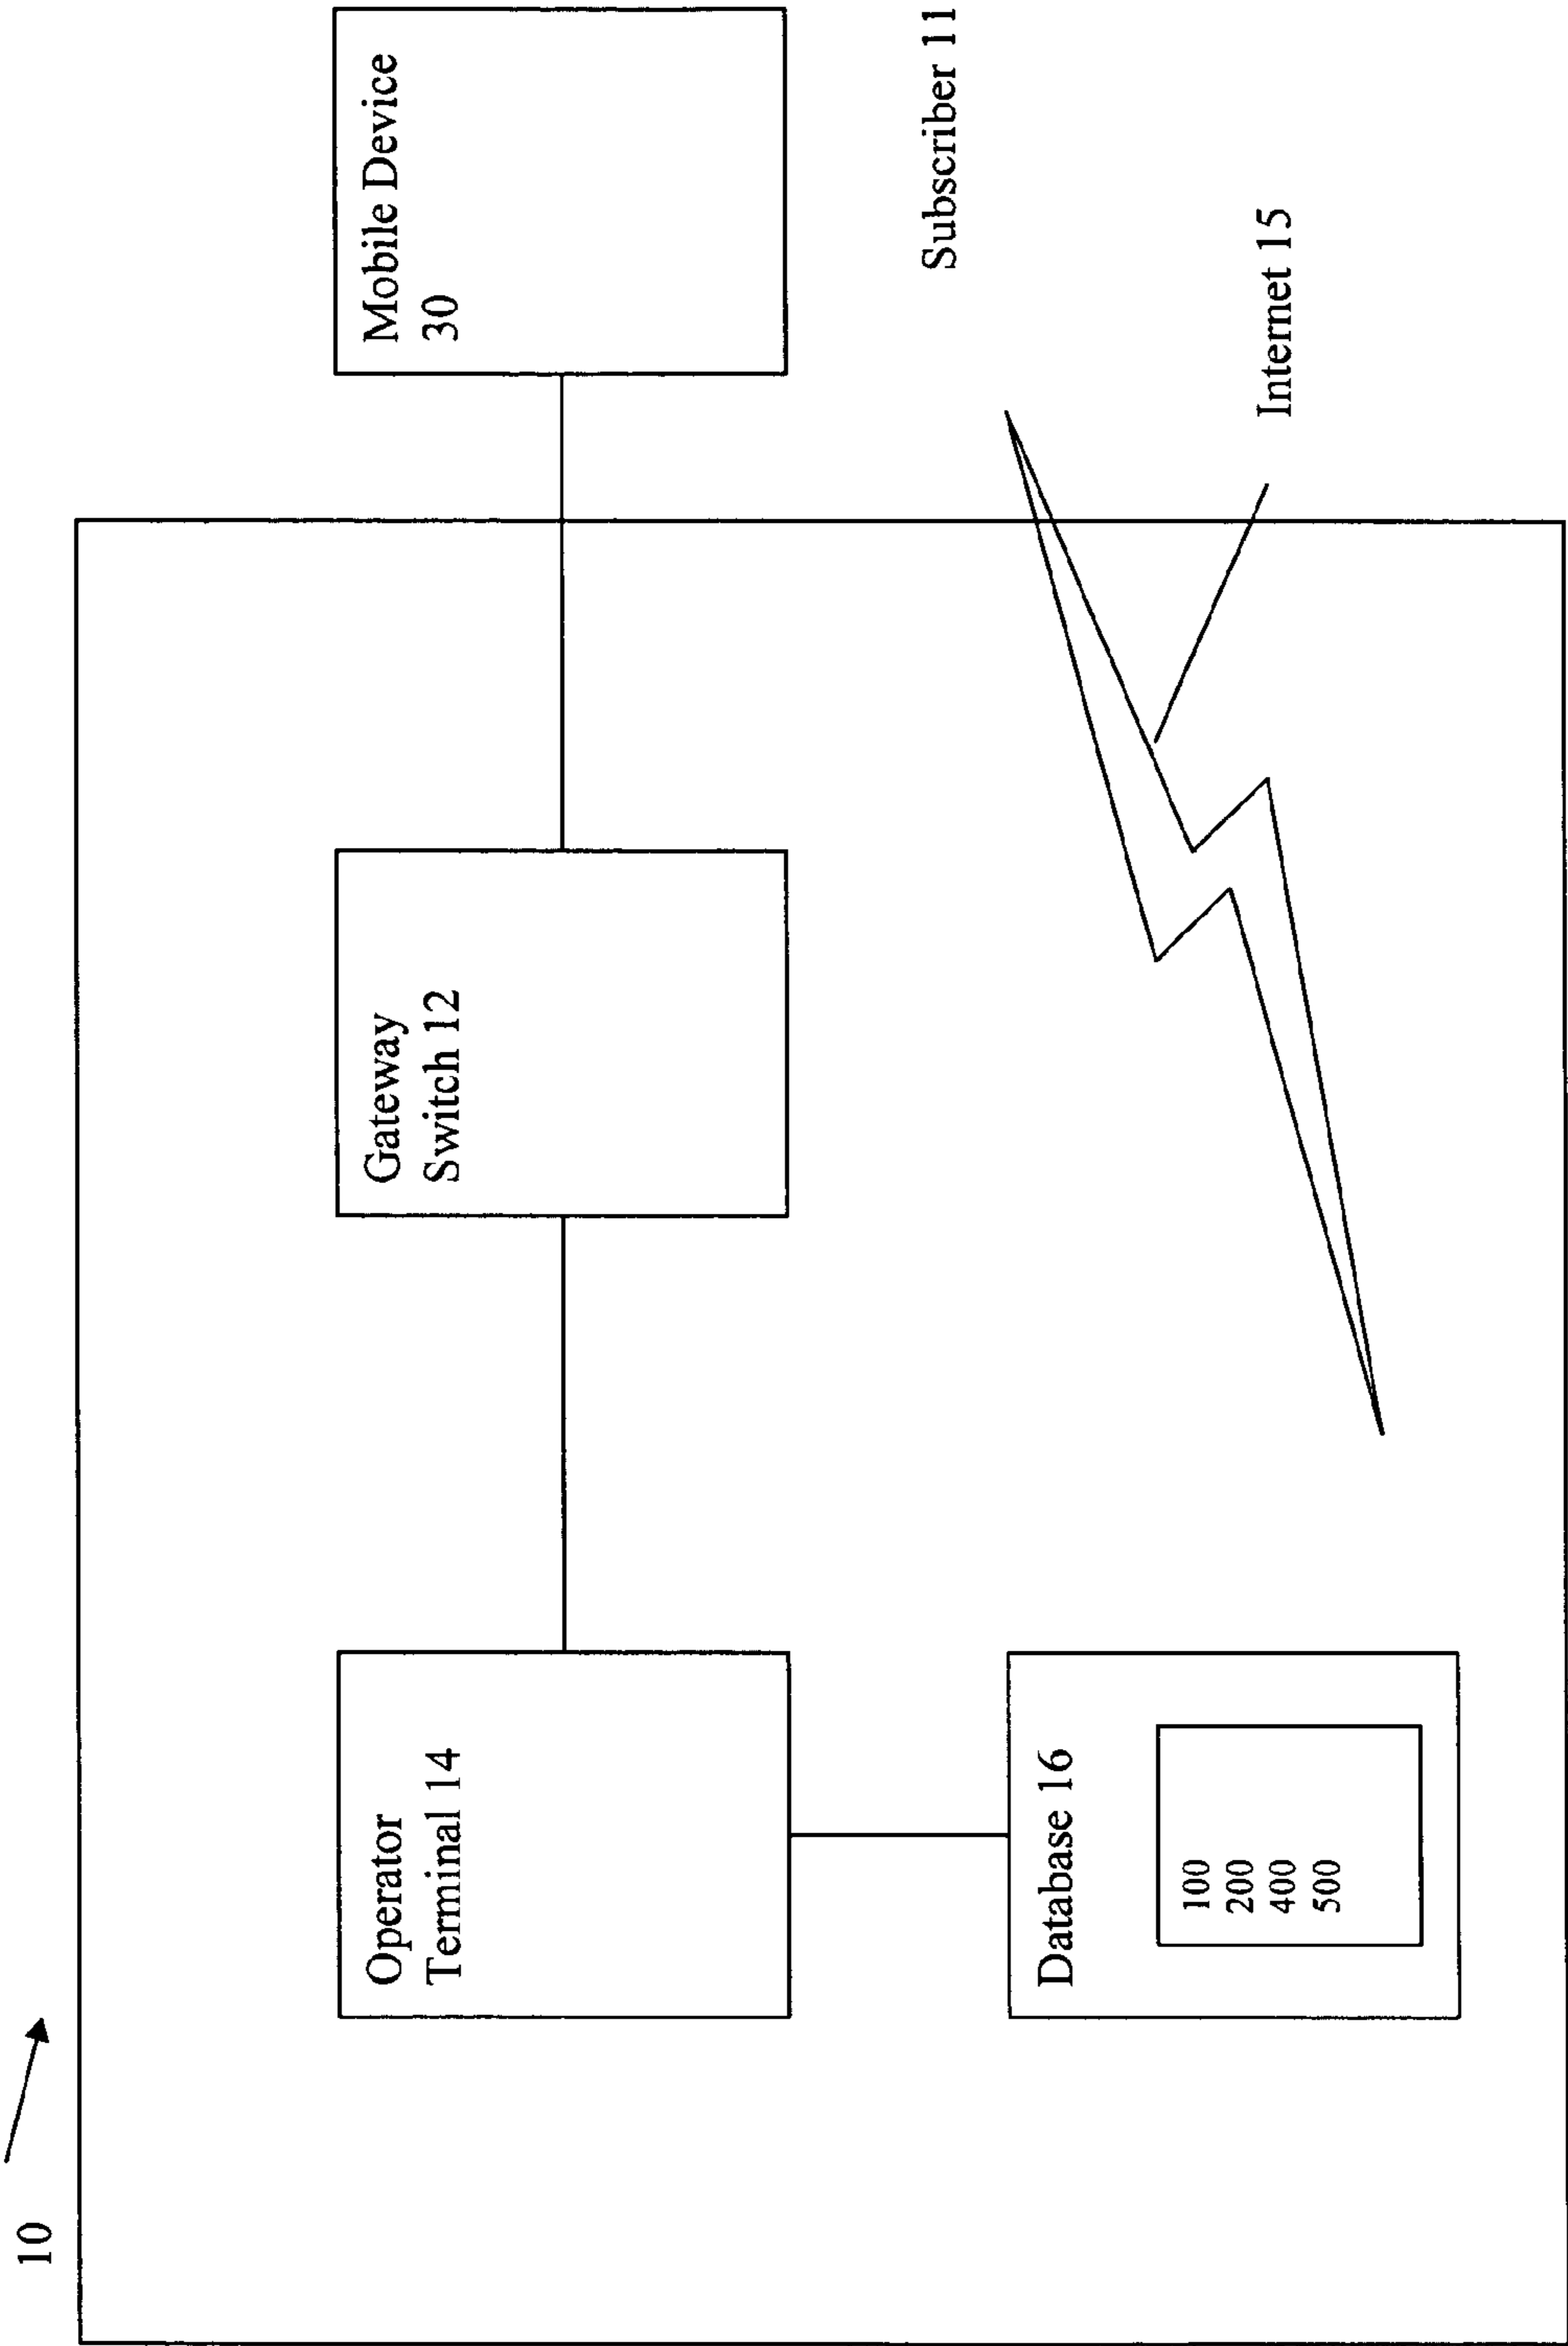 10
Operator
Terminal 14
Gateway
Switch 12
Mobile Device
30
Database 16
100
200
400
500
Subscriber 11
Internet 15